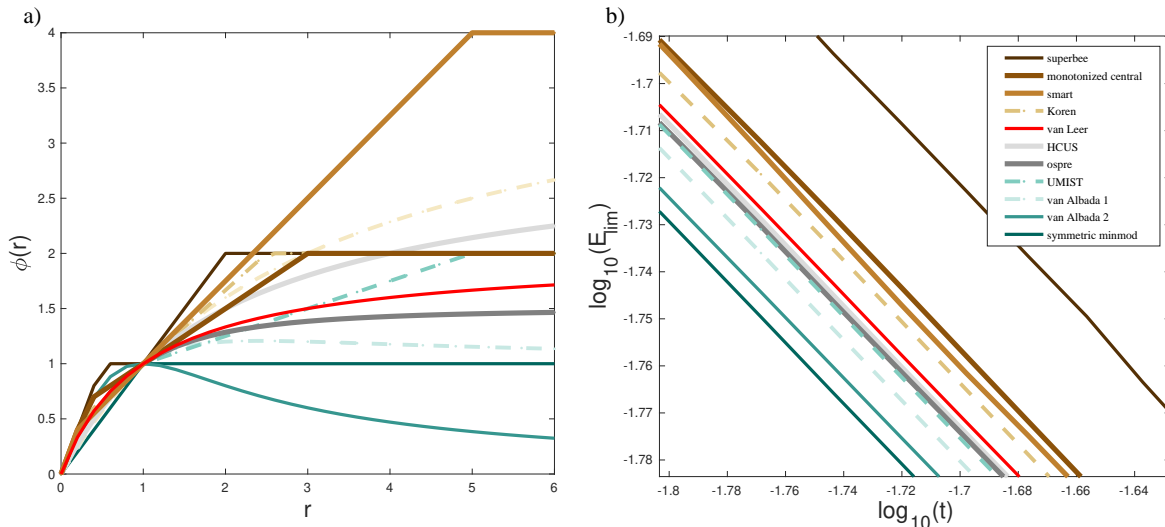 a)
4
3.5
3
2.5
2
1.5
1
0.5
0
ϕ(r)
0 1 2 3 4 5 6
r
b)
-1.69
-1.7
-1.71
-1.72
-1.73
-1.74
-1.75
-1.76
-1.77
-1.78
log10(Elim)
-1.8 -1.78 -1.76 -1.74 -1.72 -1.7 -1.68 -1.66 -1.64
log10(t)
superbee
monotonized central
smart
Koren
van Leer
HCUS
ospre
UMIST
van Albada 1
van Albada 2
symmetric minmod